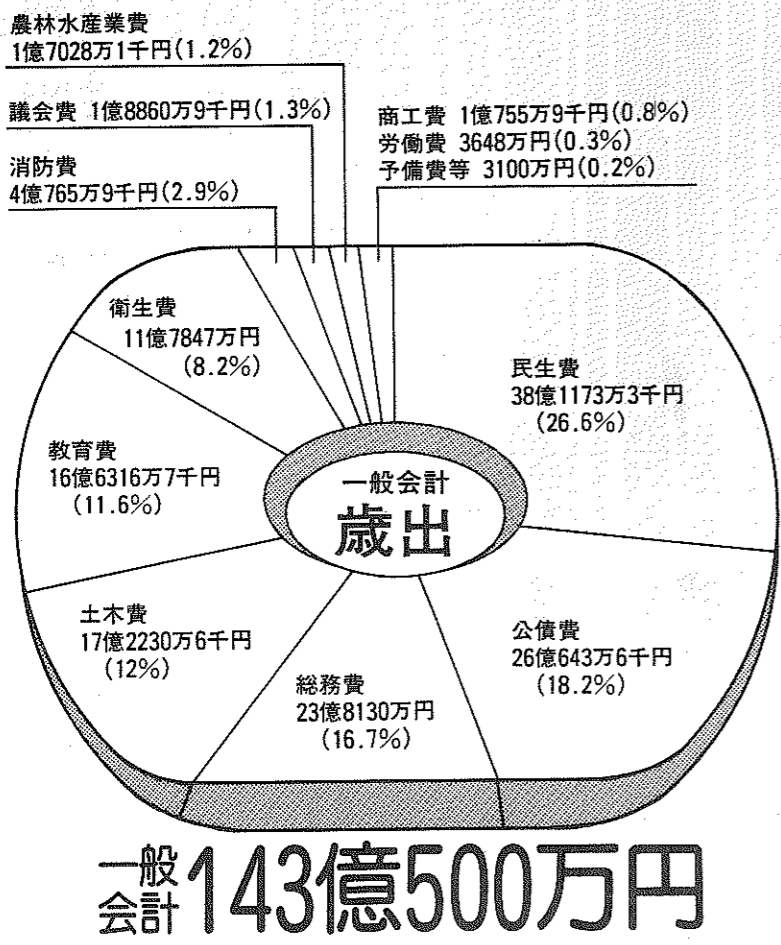 農林水産業費
1億7028万1千円(1.2%)
議会費 1億8860万9千円(1.3%)
消防費
4億765万9千円(2.9%)
商工費 1億755万9千円(0.8%)
労働費 3648万円(0.3%)
予備費等 3100万円(0.2%)
衛生費
11億7847万円
(8.2%)
民生費
38億1173万3千円
(26.6%)
教育費
16億6316万7千円
(11.6%)
一般会計
歳出
土木費
17億2230万6千円
(12%)
総務費
23億8130万円
(16.7%)
公債費
26億643万6千円
(18.2%)
一般会計143億500万円